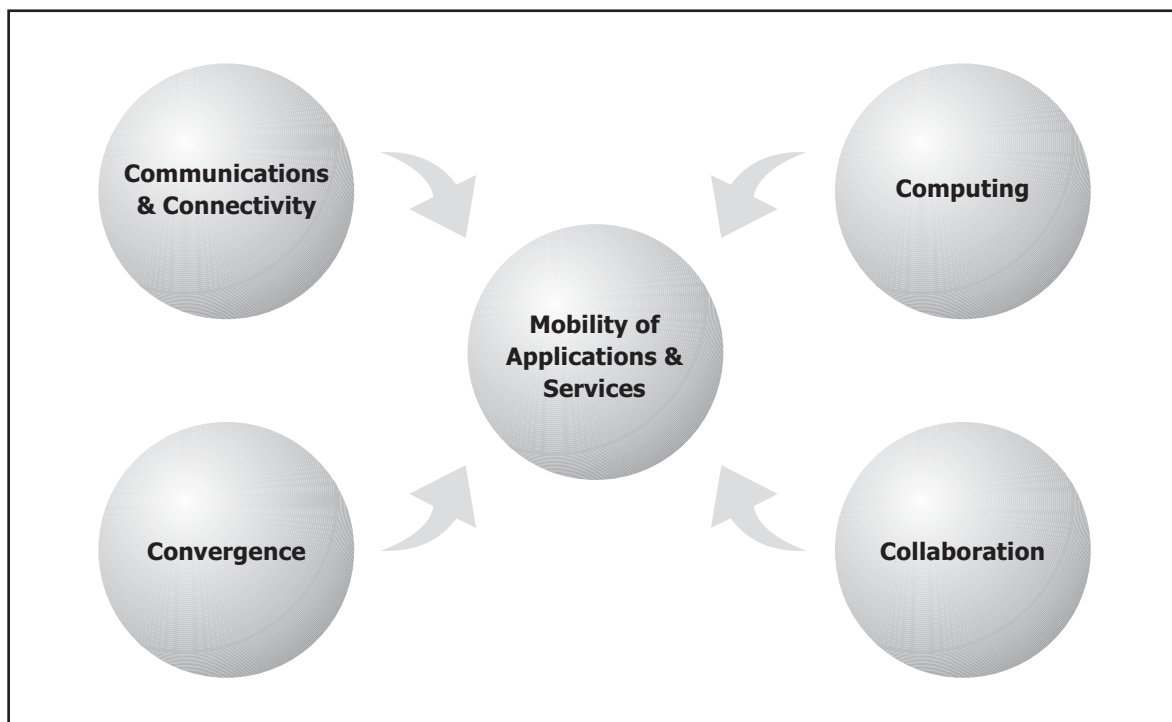 Communications
& Connectivity
Computing
Mobility of
Applications &
Services
Convergence
Collaboration